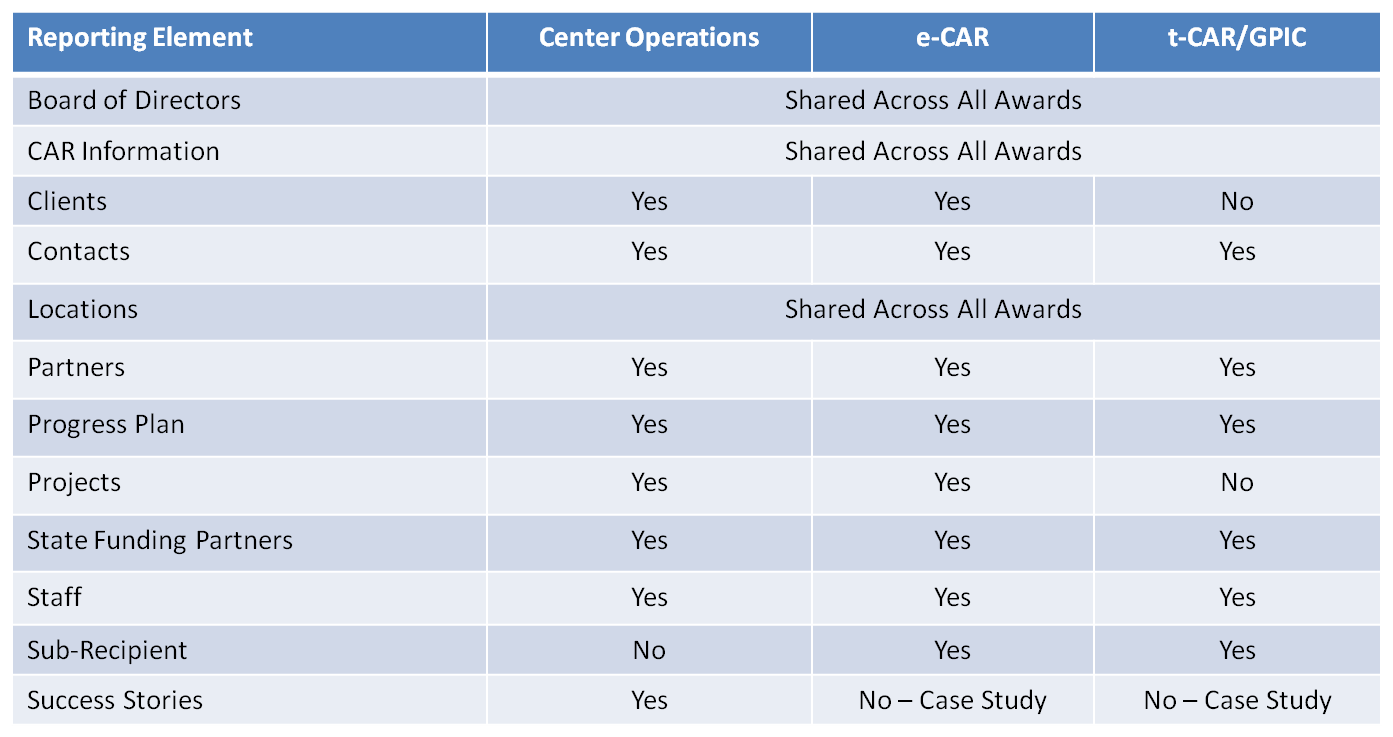 Reporting Element Center Operations e-CAR t-CAR/GPIC
Board of Directors Shared Across All Awards
CAR Information Shared Across All Awards
Clients Yes Yes No
Contacts Yes Yes Yes
Locations Shared Across All Awards
Partners Yes Yes Yes
Progress Plan Yes Yes Yes
Projects Yes Yes No
State Funding Partners Yes Yes Yes
Staff Yes Yes Yes
Sub-Recipient No Yes Yes
Success Stories Yes No – Case Study No – Case Study